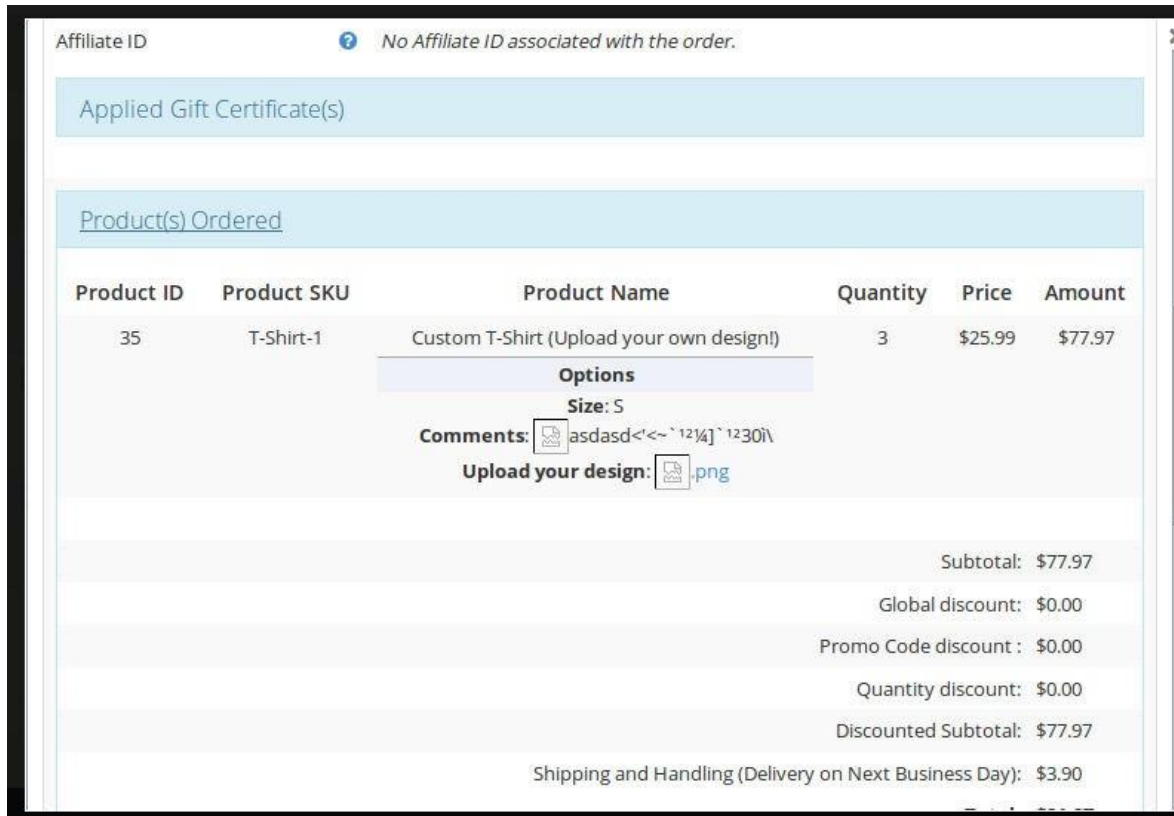 Affiliate ID ? No Affiliate ID associated with the order.
Applied Gift Certificate(s)
Product(s) Ordered
Product ID Product SKU Product Name Quantity Price Amount
35 T-Shirt-1 Custom T-Shirt (Upload your own design!) 3 $25.99 $77.97
Options
Size: S
Comments: asdasd<'<~`¹²¼]`¹²30ì\
Upload your design: .png
Subtotal: $77.97
Global discount: $0.00
Promo Code discount : $0.00
Quantity discount: $0.00
Discounted Subtotal: $77.97
Shipping and Handling (Delivery on Next Business Day): $3.90